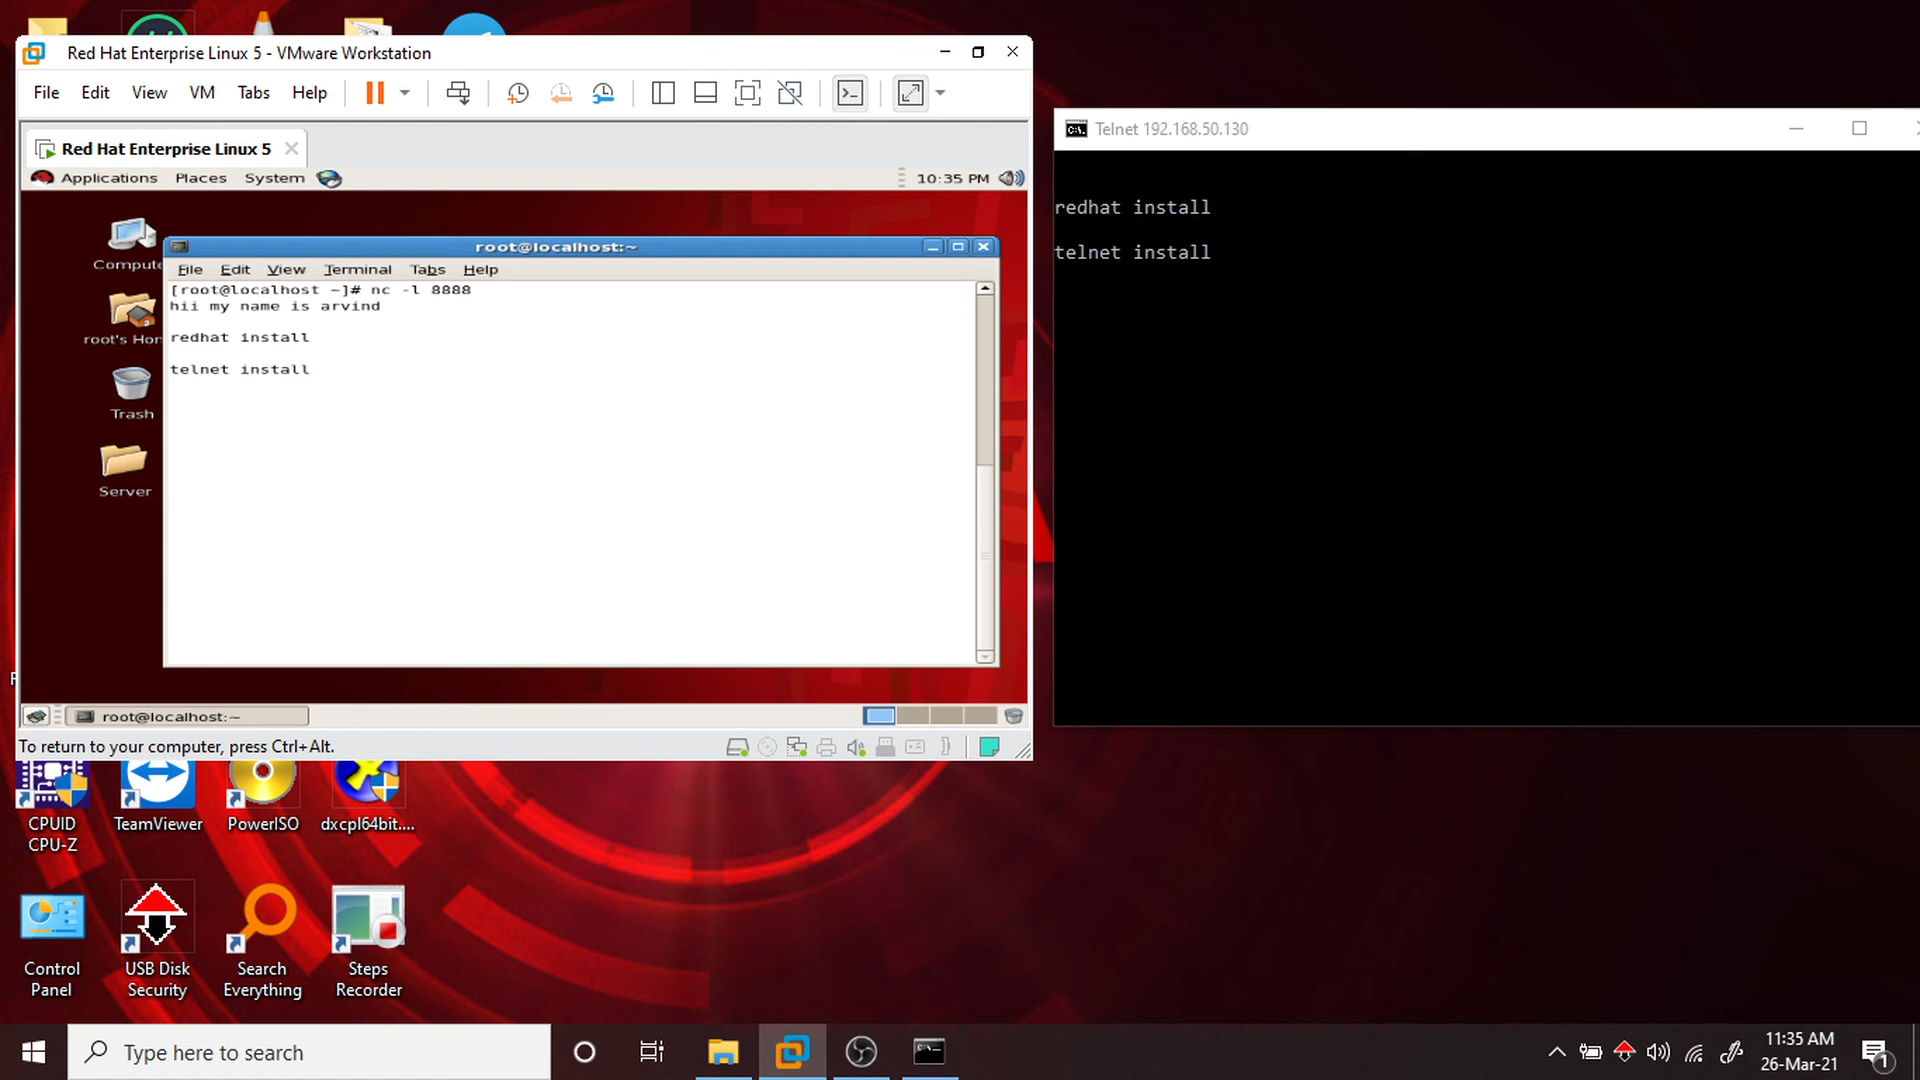 Red Hat Enterprise Linux 5 - VMware Workstation
File Edit View VM Tabs Help
Red Hat Enterprise Linux 5
Applications Places System 10:35 PM
Computer
root's Hom
Trash
Server
root@localhost:~
File Edit View Terminal Tabs Help
[root@localhost ~]# nc -l 8888
hii my name is arvind
redhat install
telnet install
root@localhost:~
To return to your computer, press Ctrl+Alt.
Telnet 192.168.50.130
redhat install
telnet install
CPUID
CPU-Z
TeamViewer
PowerISO
dxcpl64bit....
Control
Panel
USB Disk
Security
Search
Everything
Steps
Recorder
Type here to search
11:35 AM
26-Mar-21
1